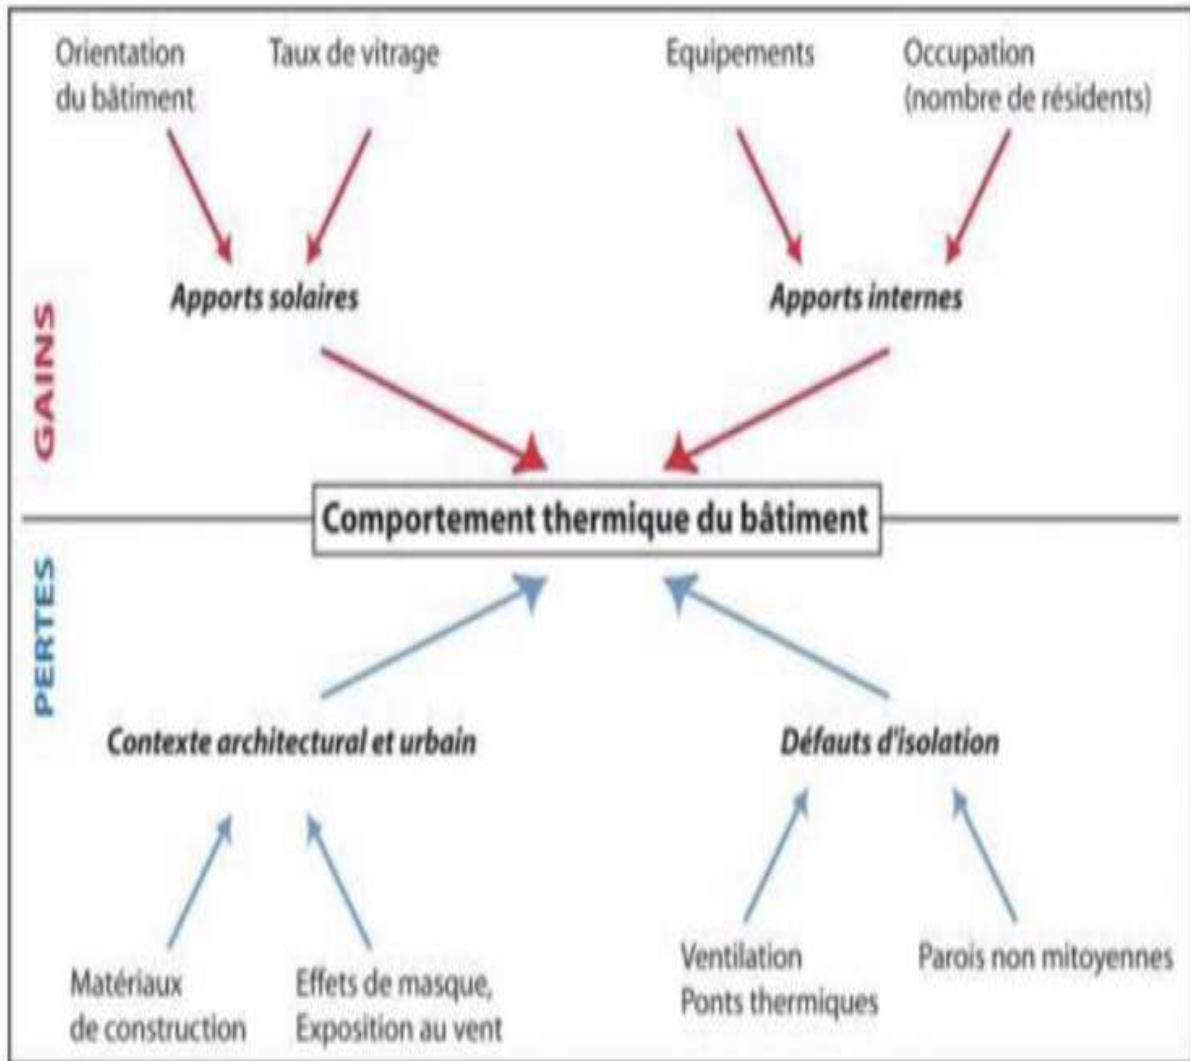 Orientation
du bâtiment
Taux de vitrage
Equipements
Occupation
(nombre de résidents)
Apports solaires
Apports internes
GAINS
Comportement thermique du bâtiment
PERTES
Contexte architectural et urbain
Défauts d'isolation
Matériaux
de construction
Effets de masque,
Exposition au vent
Ventilation
Ponts thermiques
Parois non mitoyennes